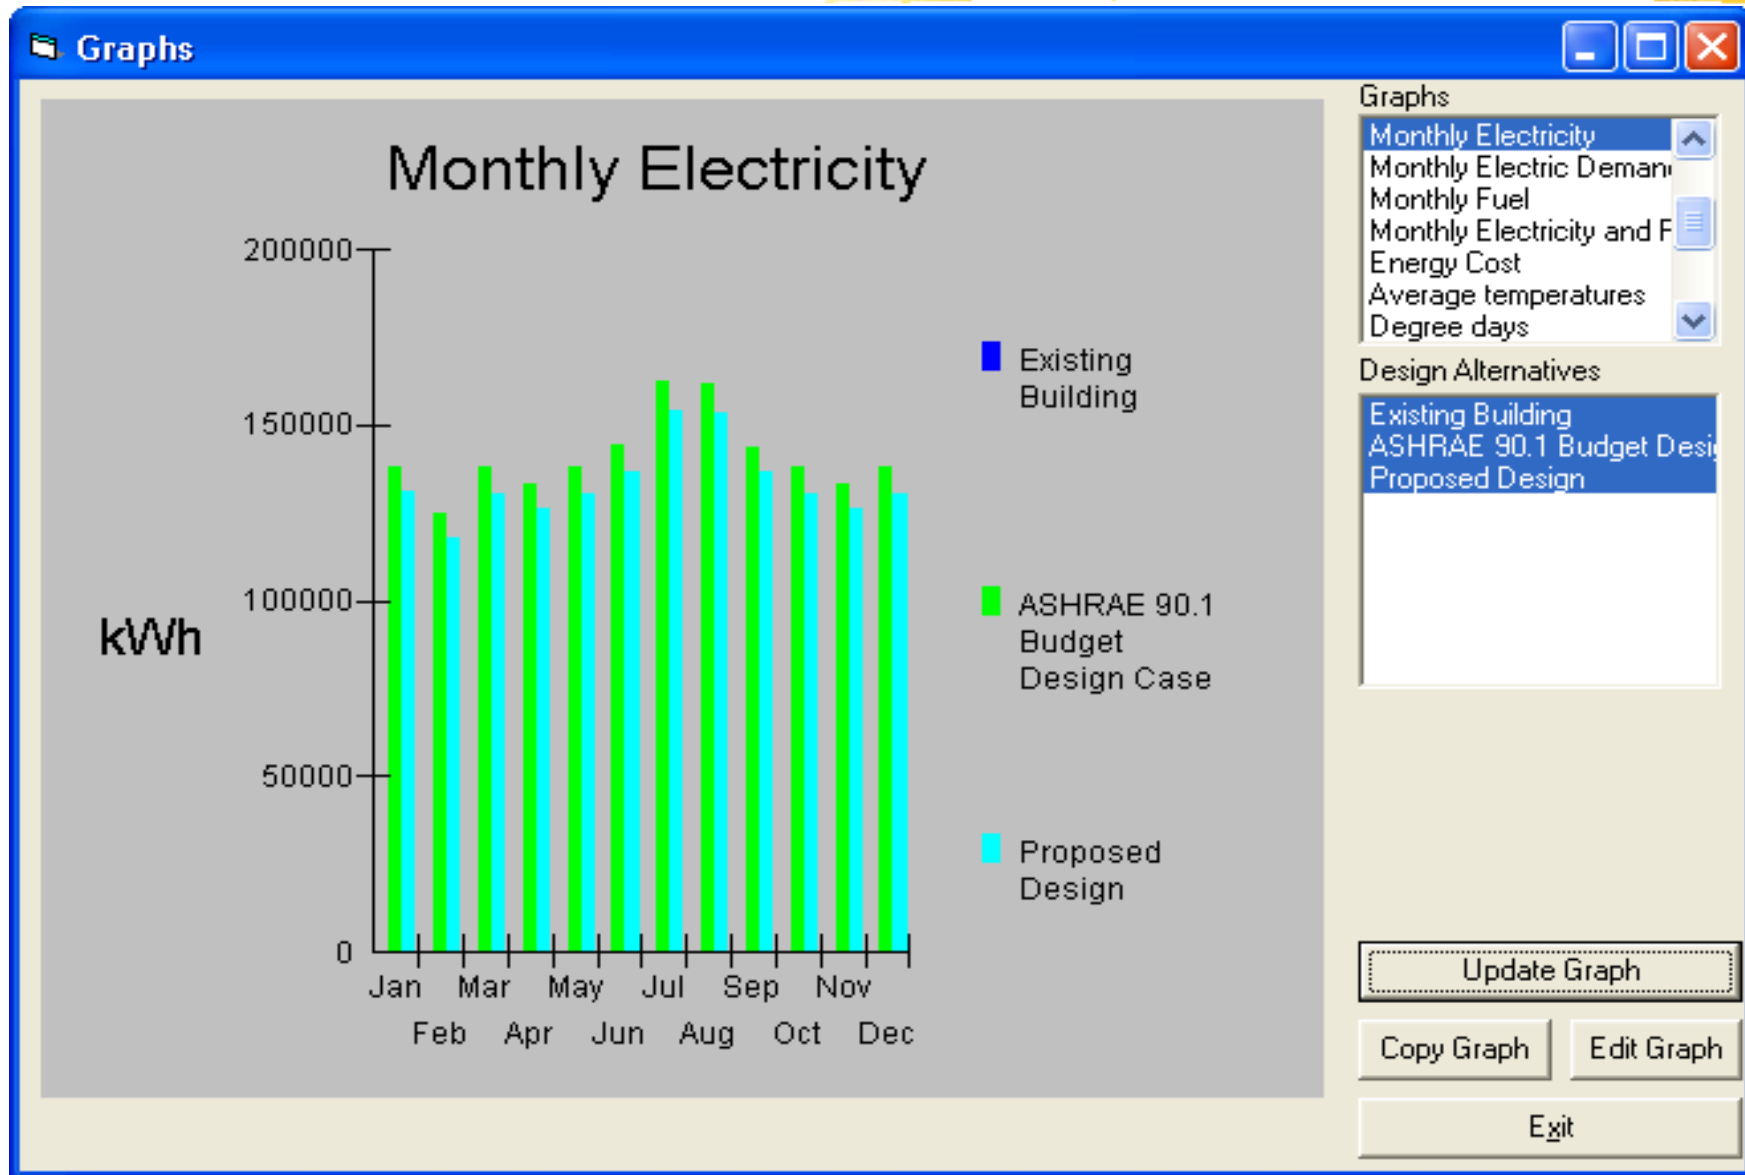 Graphs
Monthly Electricity
200000
150000
100000
50000
0
kWh
Jan Mar May Jul Sep Nov
Feb Apr Jun Aug Oct Dec
Existing
Building
ASHRAE 90.1
Budget
Design Case
Proposed
Design
Graphs
Monthly Electricity
Monthly Electric Deman
Monthly Fuel
Monthly Electricity and F
Energy Cost
Average temperatures
Degree days
Design Alternatives
Existing Building
ASHRAE 90.1 Budget Desi
Proposed Design
Update Graph
Copy Graph
Edit Graph
Exit